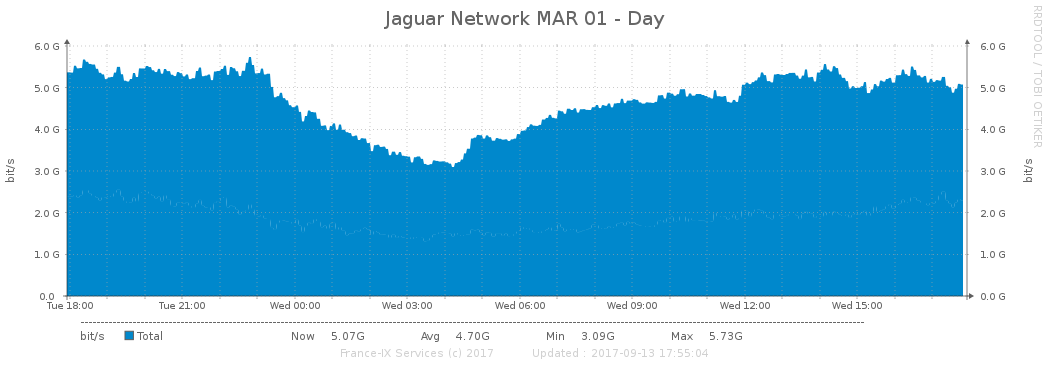 Jaguar Network MAR 01 - Day
RRDTOOL / TOBI OETIKER
bit/s
bit/s
6.0 G 6.0 G
5.0 G 5.0 G
4.0 G 4.0 G
3.0 G 3.0 G
2.0 G 2.0 G
1.0 G 1.0 G
0.0 0.0 G
Tue 18:00 Tue 21:00 Wed 00:00 Wed 03:00 Wed 06:00 Wed 09:00 Wed 12:00 Wed 15:00
bit/s Total Now 5.07G Avg 4.70G Min 3.09G Max 5.73G
France-IX Services (c) 2017 Updated : 2017-09-13 17:55:04